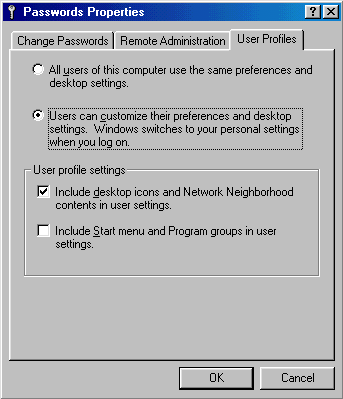 Passwords Properties
Change Passwords
Remote Administration
User Profiles
All users of this computer use the same preferences and
desktop settings.
Users can customize their preferences and desktop
settings. Windows switches to your personal settings
when you log on.
User profile settings
Include desktop icons and Network Neighborhood
contents in user settings.
Include Start menu and Program groups in user
settings.
OK
Cancel